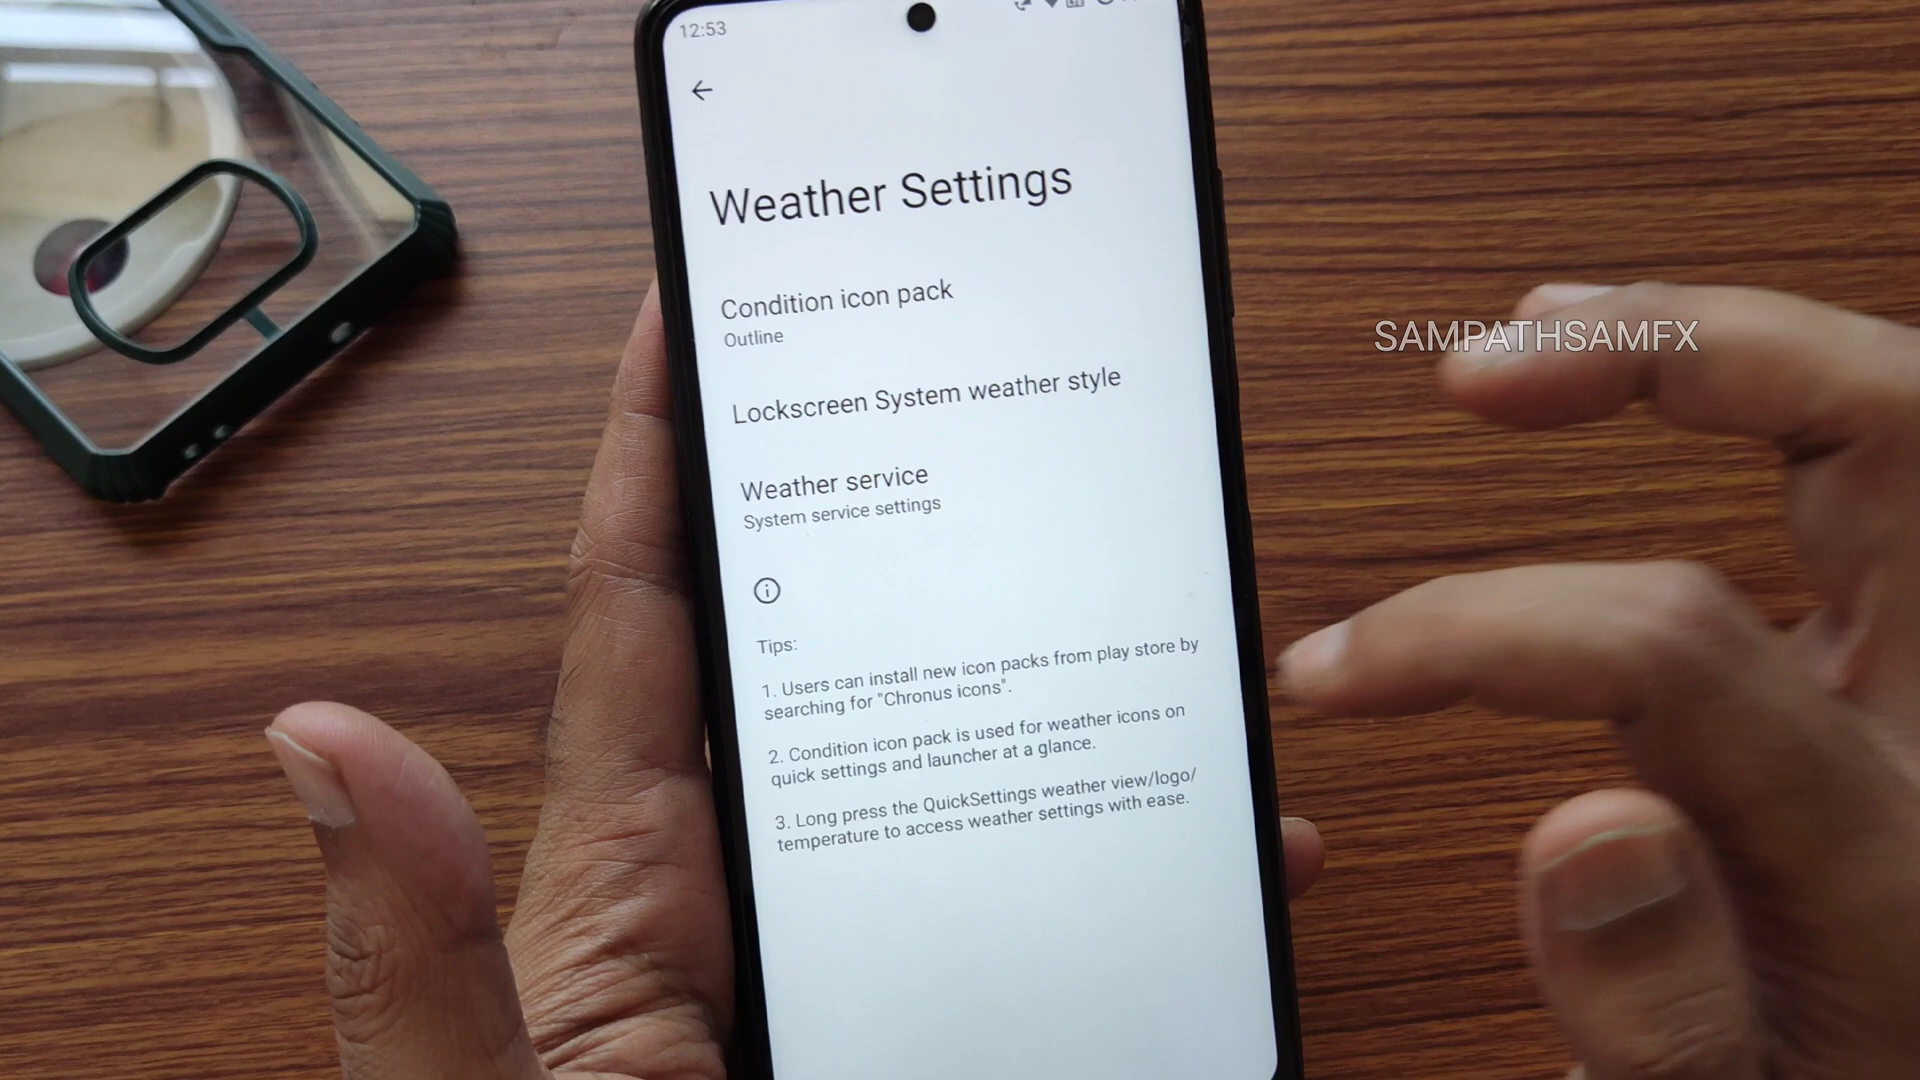 12:53
Weather Settings
Condition icon pack
Outline
SAMPATHSAMFX
Lockscreen System weather style
Weather service
System service settings
Tips:
1. Users can install new icon packs from play store by
searching for "Chronus icons".
2. Condition icon pack is used for weather icons on
quick settings and launcher at a glance.
3. Long press the QuickSettings weather view/logo/
temperature to access weather settings with ease.